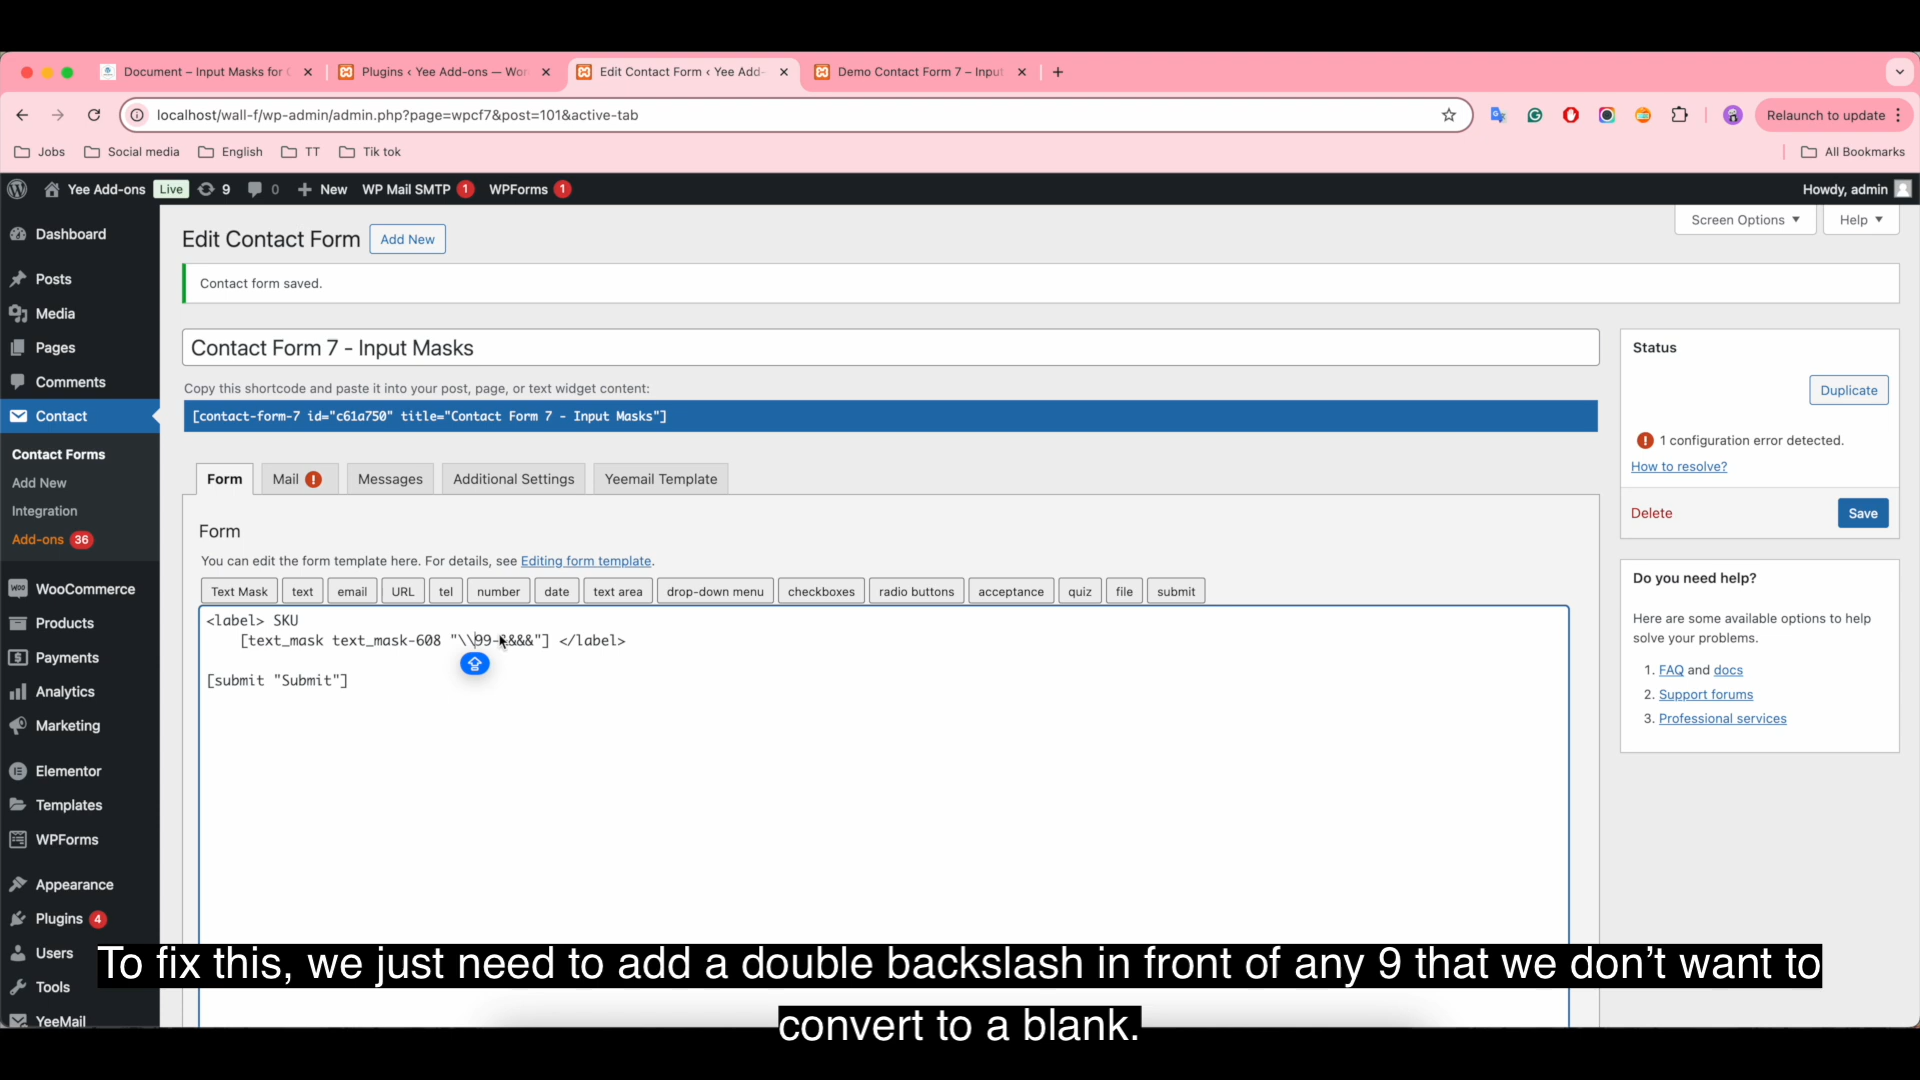 Document – Input Masks for
Plugins ‹ Yee Add-ons — Wor
Edit Contact Form ‹ Yee Add-
Demo Contact Form 7 – Input
localhost/wall-f/wp-admin/admin.php?page=wpcf7&post=101&active-tab
Relaunch to update
Jobs
Social media
English
TT
Tik tok
All Bookmarks
Yee Add-ons
Live
9
0
New
WP Mail SMTP 1
WPForms 1
Howdy, admin
Screen Options
Help
Dashboard
Posts
Media
Pages
Comments
Contact
Contact Forms
Add New
Integration
Add-ons 36
WooCommerce
Products
Payments
Analytics
Marketing
Elementor
Templates
WPForms
Appearance
Plugins 4
Users
Tools
YeeMail
Edit Contact Form
Add New
Contact form saved.
Contact Form 7 - Input Masks
Copy this shortcode and paste it into your post, page, or text widget content:
[contact-form-7 id="c61a750" title="Contact Form 7 - Input Masks"]
Form
Mail
Messages
Additional Settings
Yeemail Template
Form
You can edit the form template here. For details, see Editing form template.
Text Mask
text
email
URL
tel
number
date
text area
drop-down menu
checkboxes
radio buttons
acceptance
quiz
file
submit
<label> SKU
[text_mask text_mask-608 "\\99-&&&&"] </label>
[submit "Submit"]
Status
Duplicate
1 configuration error detected.
How to resolve?
Delete
Save
Do you need help?
Here are some available options to help
solve your problems.
1. FAQ and docs
2. Support forums
3. Professional services
To fix this, we just need to add a double backslash in front of any 9 that we don't want to
convert to a blank.